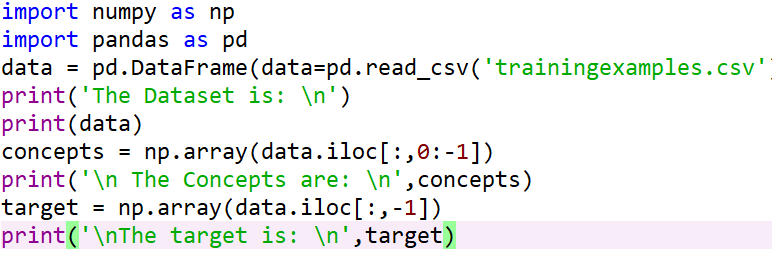 import numpy as np
import pandas as pd
data = pd.DataFrame(data=pd.read_csv('trainingexamples.csv'
print('The Dataset is: \n')
print(data)
concepts = np.array(data.iloc[:,0:-1])
print('\n The Concepts are: \n',concepts)
target = np.array(data.iloc[:,-1])
print('\nThe target is: \n',target)